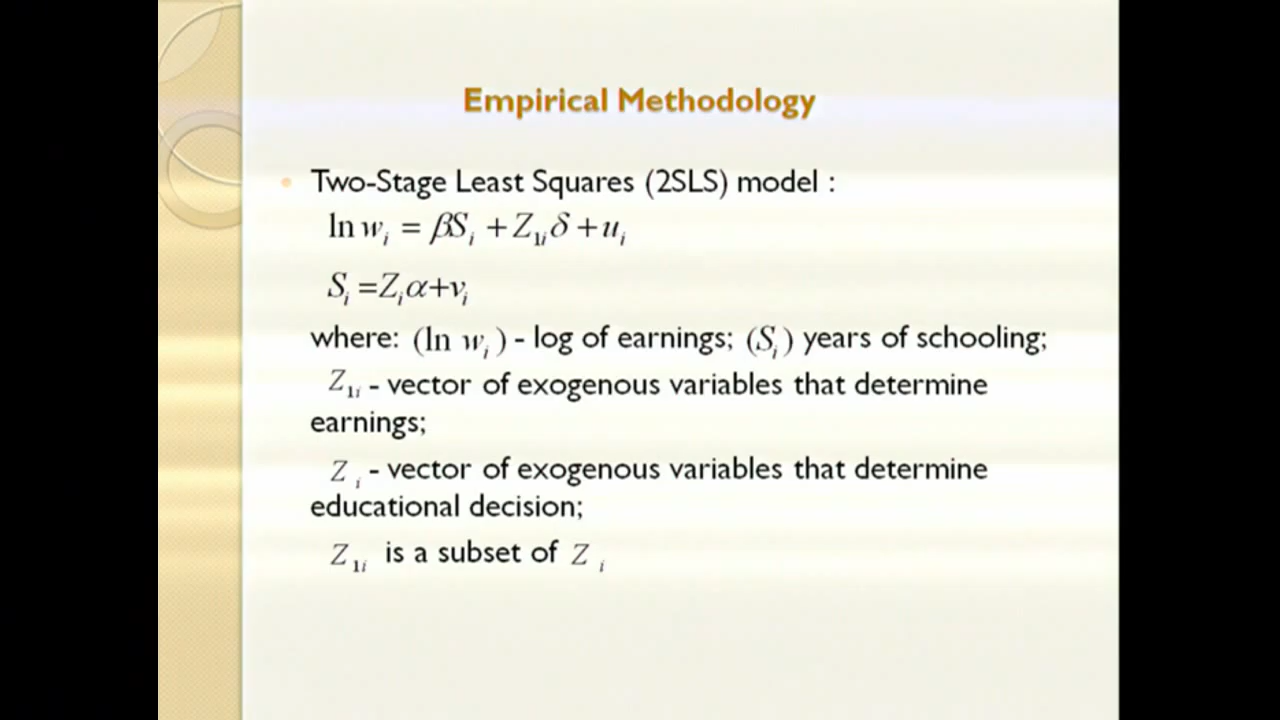 Empirical Methodology
• Two-Stage Least Squares (2SLS) model :
ln wᵢ = βSᵢ + Z₁ᵢδ + uᵢ
Sᵢ =Zᵢα+vᵢ
where: (ln wᵢ) - log of earnings; (Sᵢ) years of schooling;
Z₁ᵢ - vector of exogenous variables that determine
earnings;
Zᵢ - vector of exogenous variables that determine
educational decision;
Z₁ᵢ is a subset of Zᵢ